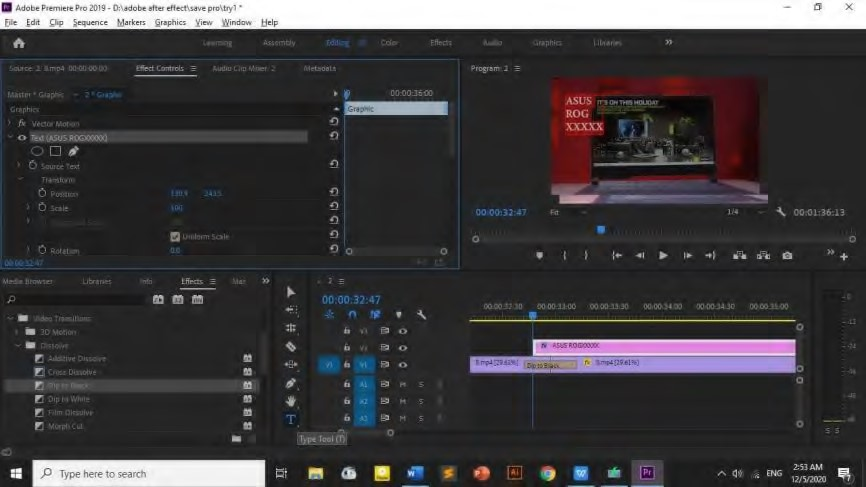 Adobe Premiere Pro 2019 - D:\adobe after effect\save pro\try1 *
File Edit Clip Sequence Markers Graphics View Window Help
Learning Assembly Editing Color Effects Audio Graphics Libraries
Source: 2: 8.mp4: 00:00:00:00 Effect Controls Audio Clip Mixer: 2 Metadata
Program: 2
Master * Graphic 2 * Graphic
00:00:36:00
Graphics
Graphic
fx Vector Motion
Text (ASUS ROGXXXXX)
Source Text
Transform
Position
Scale 100
Uniform Scale
Rotation 0.0
00:00:32:47
ASUS
ROG
XXXXX
IT'S ON THIS HOLIDAY
00:00:32:47 Fit 1/4 00:01:36:13
Media Browser Libraries Info Effects Mar
2
Video Transitions
3D Motion
Dissolve
Additive Dissolve
Cross Dissolve
Dip to Black
Dip to White
Film Dissolve
Morph Cut
Type Tool (T)
00:00:32:47
00:00:32:30 00:00:33:00 00:00:33:30 00:00:34:00 00:00:34:30 00:00:35:00
V3
V1 V1
A1 M S
A2 M S
A3 M S
fx ASUS ROGXXXXX
8.mp4 [29.61%] Dip to Black fx 8.mp4 [29.61%]
S S
Type here to search
ENG
2:53 AM
12/5/2020